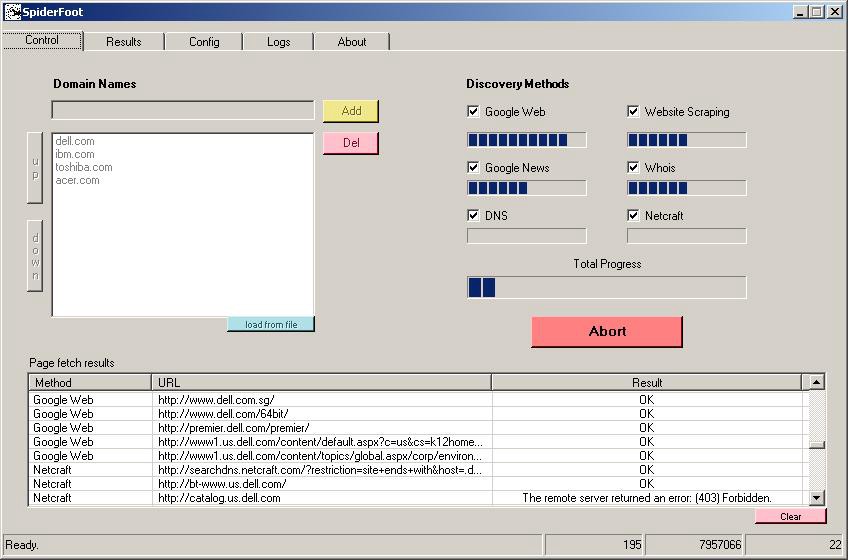 SpiderFoot
Control Results Config Logs About
Domain Names
Add
dell.com
ibm.com
toshiba.com
acer.com
Del
up
down
load from file
Discovery Methods
Google Web Website Scraping
Google News Whois
DNS Netcraft
Total Progress
Abort
Page fetch results
Method URL Result
Google Web http://www.dell.com.sg/ OK
Google Web http://www.dell.com/64bit/ OK
Google Web http://premier.dell.com/premier/ OK
Google Web http://www1.us.dell.com/content/default.aspx?c=us&cs=k12home... OK
Google Web http://www1.us.dell.com/content/topics/global.aspx/corp/environ... OK
Netcraft http://searchdns.netcraft.com/?restriction=site+ends+with&host=.d... OK
Netcraft http://bt-www.us.dell.com/ OK
Netcraft http://catalog.us.dell.com The remote server returned an error: (403) Forbidden.
Clear
Ready. 195 7957066 22